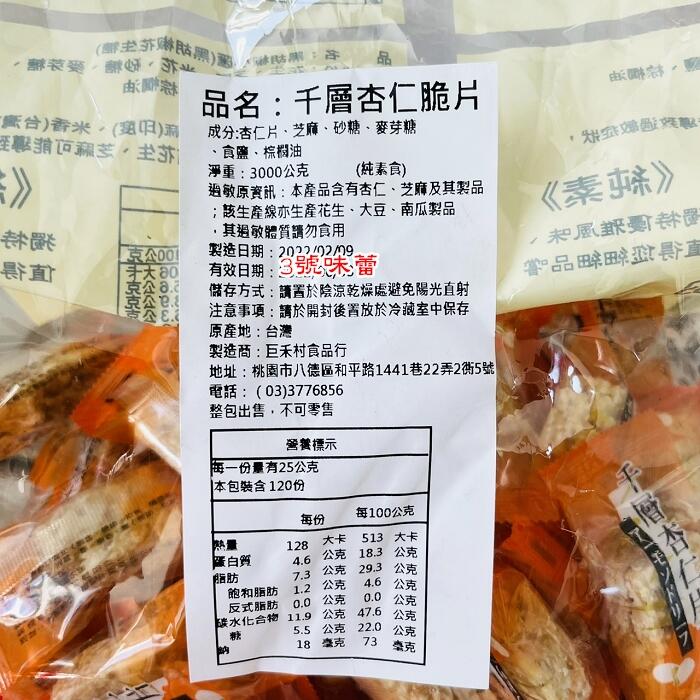 品名：千層杏仁脆片
成分:杏仁片、芝麻、砂糖、麥芽糖
、食鹽、棕櫚油
淨重：3000公克 (純素食)
過敏原資訊：本產品含有杏仁、芝麻及其製品
；該生產線亦生產花生、大豆、南瓜製品
，其過敏體質請勿食用
製造日期：2022/02/09
有效日期：
3號味蕾
儲存方式：請置於陰涼乾燥處避免陽光直射
注意事項：請於開封後置放於冷藏室中保存
原產地：台灣
製造商：巨禾村食品行
地址：桃園市八德區和平路1441巷22弄2衖5號
電話：(03)3776856
整包出售，不可零售
營養標示
每一份量有25公克
本包裝含120份
每份 每100公克
熱量 128 大卡 513 大卡
蛋白質 4.6 公克 18.3 公克
脂肪 7.3 公克 29.3 公克
飽和脂肪 1.2 公克 4.6 公克
反式脂肪 0.0 公克 0.0 公克
碳水化合物 11.9 公克 47.6 公克
糖 5.5 公克 22.0 公克
鈉 18 毫克 73 毫克
《純素》
獨特優雅風味
值得您細細品嚐
千層杏仁